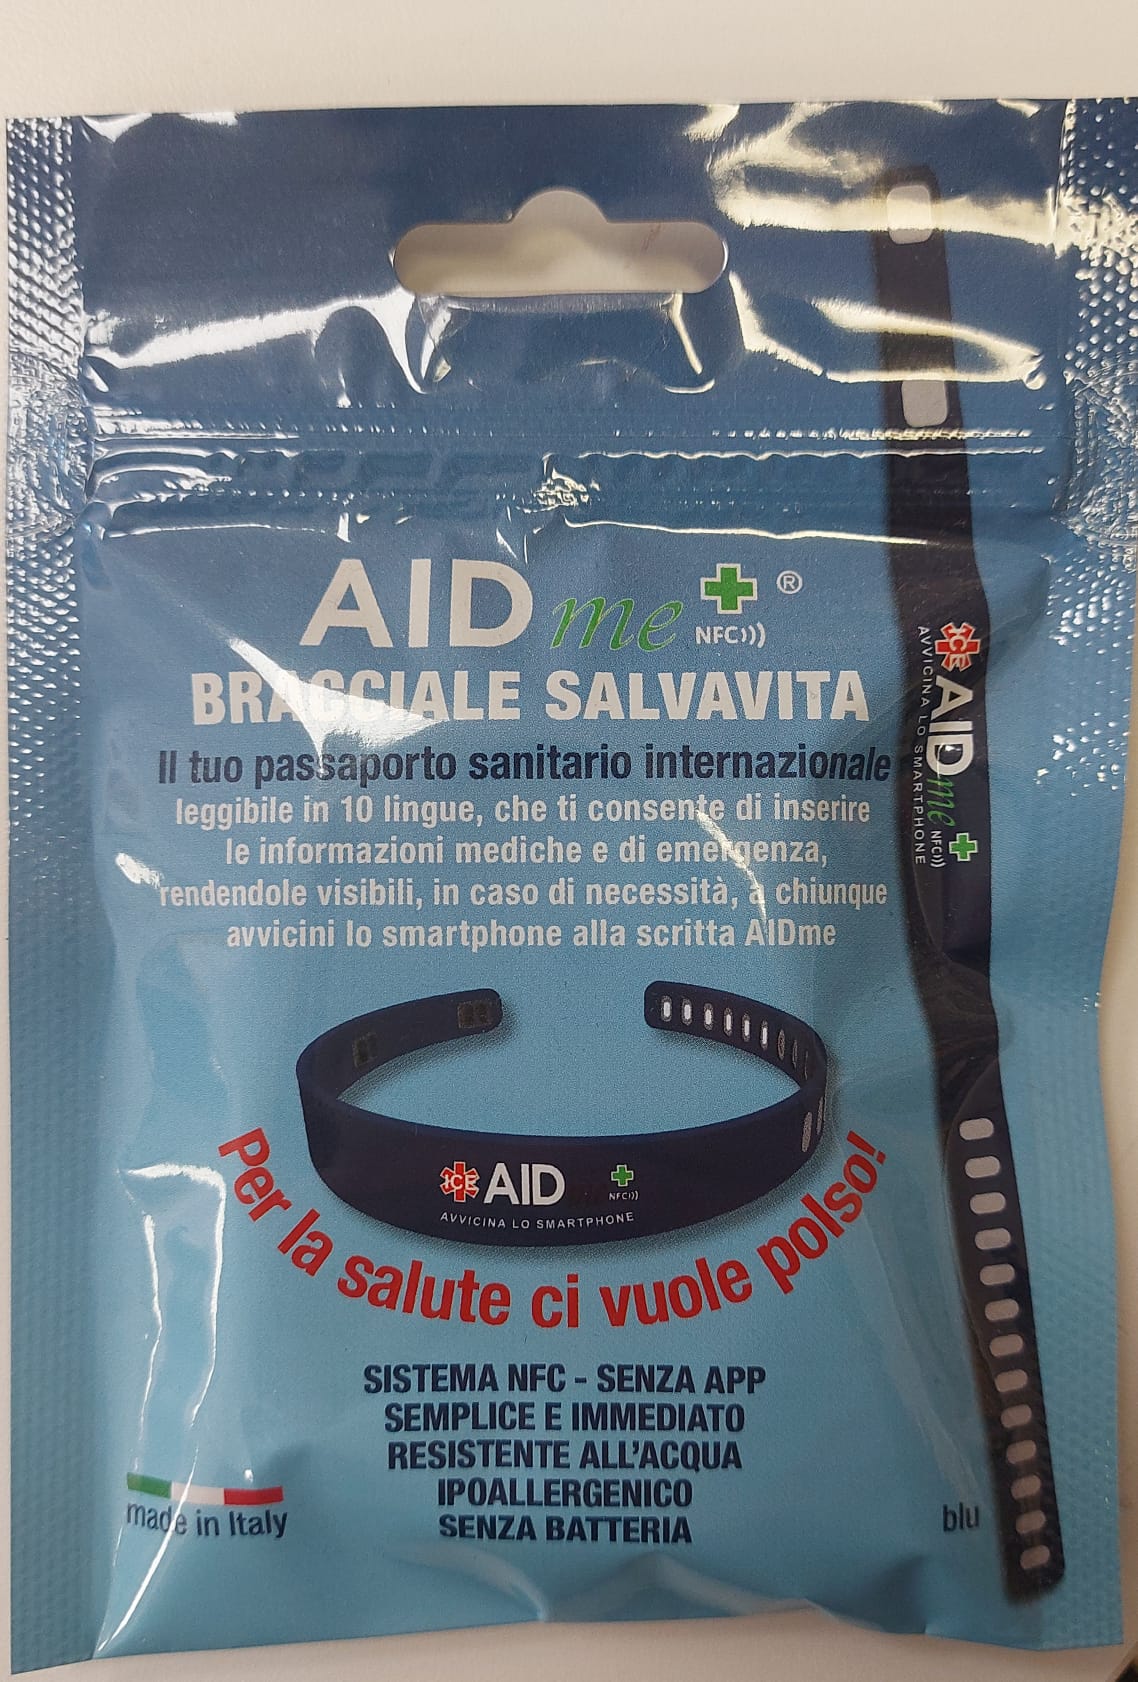 AID me ®
NFC)))
BRACCIALE SALVAVITA
Il tuo passaporto sanitario internazionale
leggibile in 10 lingue, che ti consente di inserire
le informazioni mediche e di emergenza,
rendendole visibili, in caso di necessità, a chiunque
avvicini lo smartphone alla scritta AIDme
ICE AIDme NFC))
AVVICINA LO SMARTPHONE
ICE AID NFC)))
AVVICINA LO SMARTPHONE
Per la salute ci vuole polso!
SISTEMA NFC - SENZA APP
SEMPLICE E IMMEDIATO
RESISTENTE ALL'ACQUA
IPOALLERGENICO
SENZA BATTERIA
made in Italy
blu